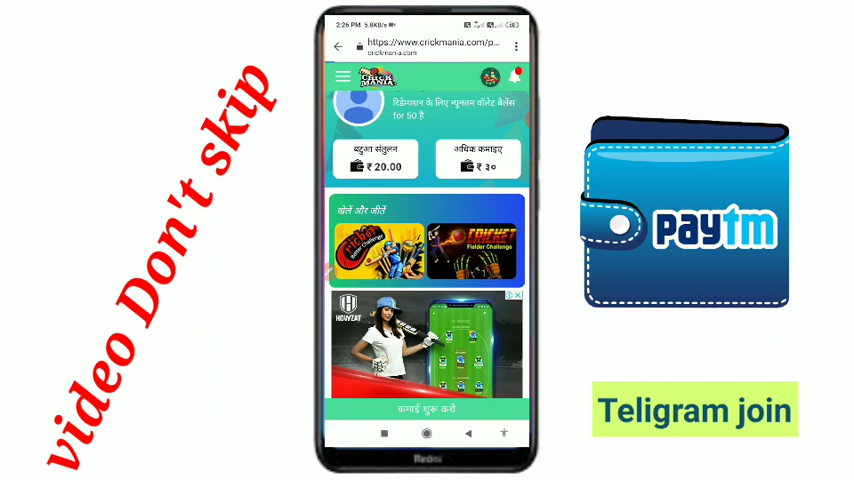 video Don't skip
2:26 PM 5.8KB/s
https://www.crickmania.com/p...
crickmania.com
CRICK
MANIA
रिडेम्पशन के लिए न्यूनतम वॉलेट बैलेंस
for 50 है
बटुआ संतुलन
₹ 20.00
अधिक कमाइए
₹ ३०
खेलें और जीतें
Cricket
Batter Challenge
CRICKET
Fielder Challenge
HOWZAT
कमाई शुरू करो
Redmi
paytm
Teligram join